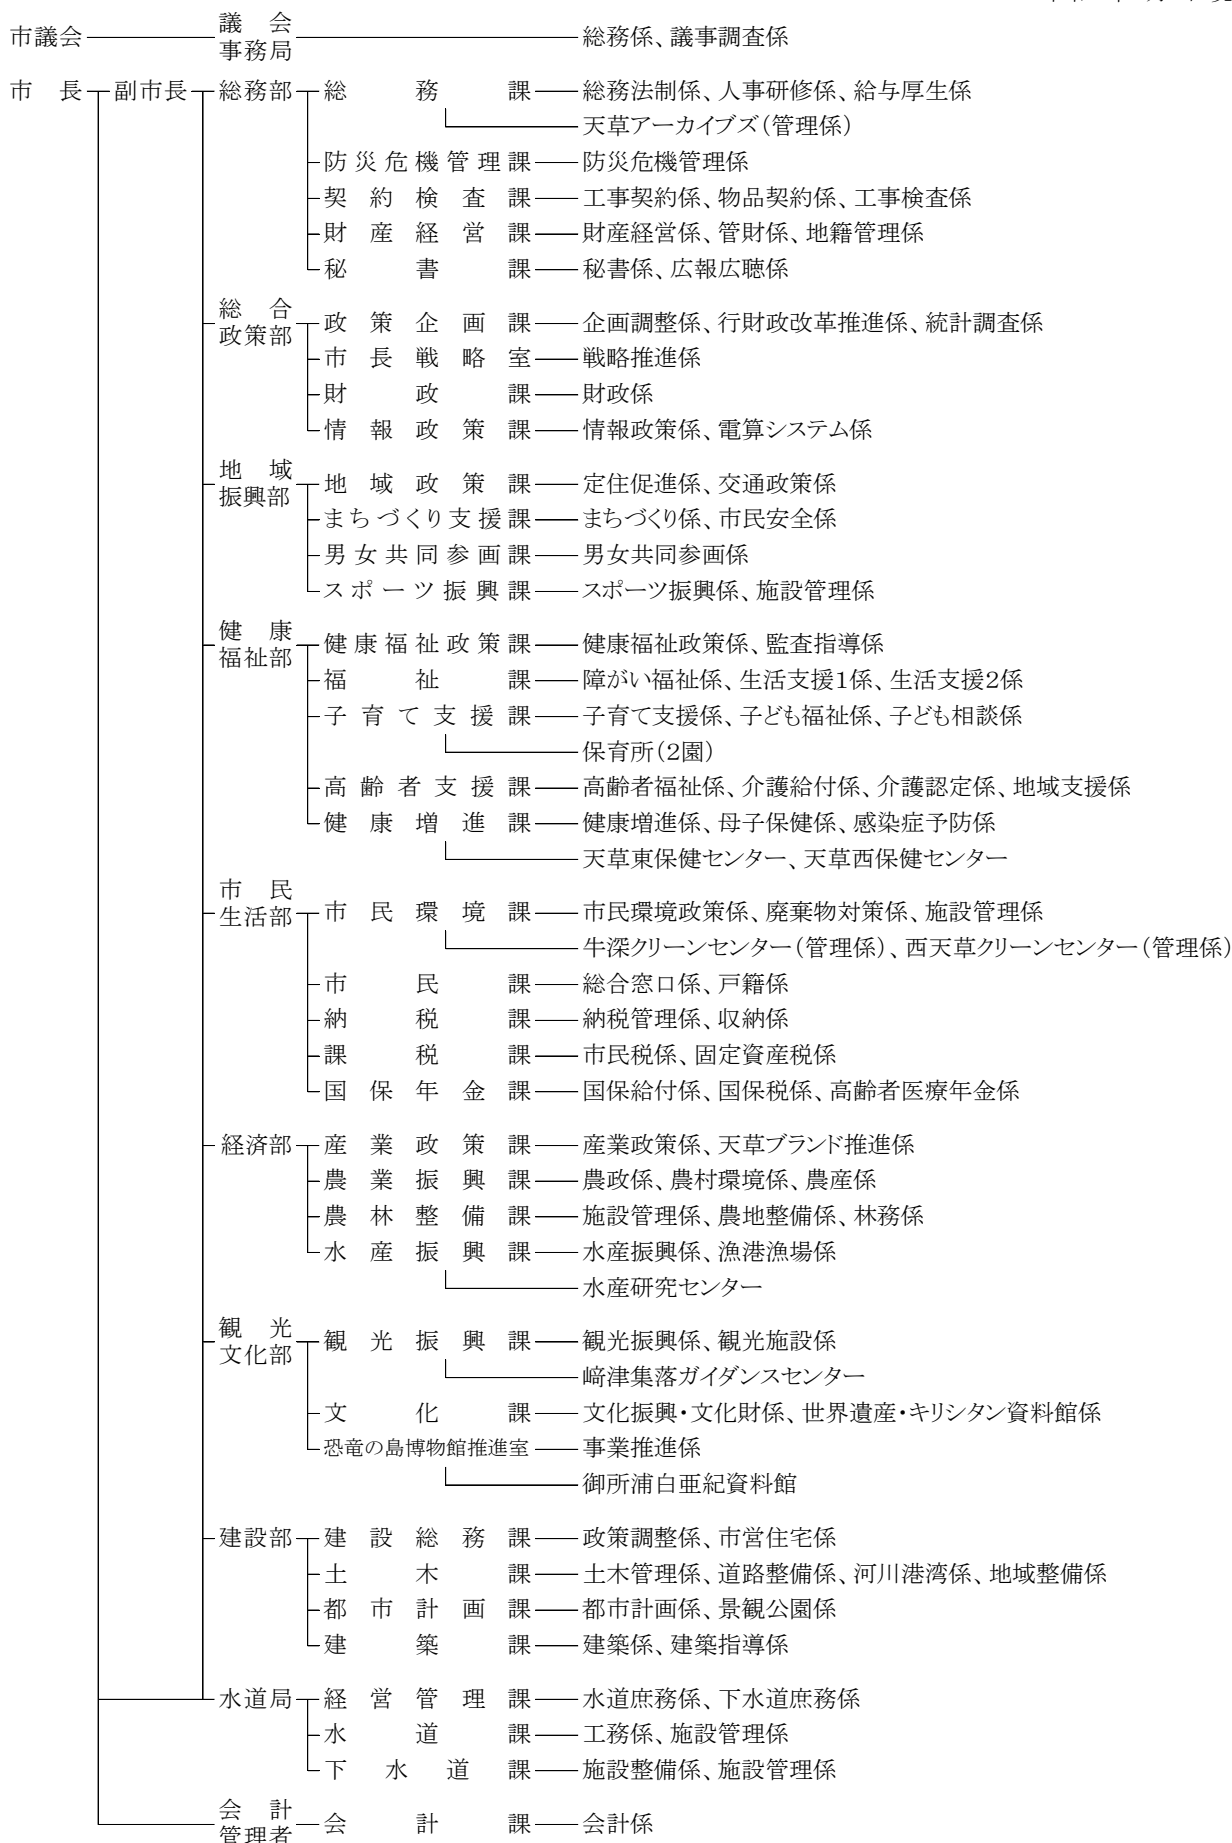 市議会 議会事務局 総務係、議事調査係
市長 副市長 総務部 総務課 総務法制係、人事研修係、給与厚生係
天草アーカイブズ(管理係)
防災危機管理課 防災危機管理係
契約検査課 工事契約係、物品契約係、工事検査係
財産経営課 財産経営係、管財係、地籍管理係
秘書課 秘書係、広報広聴係
総合政策部 政策企画課 企画調整係、行財政改革推進係、統計調査係
市長戦略室 戦略推進係
財政課 財政係
情報政策課 情報政策係、電算システム係
地域振興部 地域政策課 定住促進係、交通政策係
まちづくり支援課 まちづくり係、市民安全係
男女共同参画課 男女共同参画係
スポーツ振興課 スポーツ振興係、施設管理係
健康福祉部 健康福祉政策課 健康福祉政策係、監査指導係
福祉課 障がい福祉係、生活支援1係、生活支援2係
子育て支援課 子育て支援係、子ども福祉係、子ども相談係
保育所(2園)
高齢者支援課 高齢者福祉係、介護給付係、介護認定係、地域支援係
健康増進課 健康増進係、母子保健係、感染症予防係
天草東保健センター、天草西保健センター
市民生活部 市民環境課 市民環境政策係、廃棄物対策係、施設管理係
牛深クリーンセンター(管理係)、西天草クリーンセンター(管理係)
市民課 総合窓口係、戸籍係
納税課 納税管理係、収納係
課税課 市民税係、固定資産税係
国保年金課 国保給付係、国保税係、高齢者医療年金係
経済部 産業政策課 産業政策係、天草ブランド推進係
農業振興課 農政係、農村環境係、農産係
農林整備課 施設管理係、農地整備係、林務係
水産振興課 水産振興係、漁港漁場係
水産研究センター
観光文化部 観光振興課 観光振興係、観光施設係
﨑津集落ガイダンスセンター
文化課 文化振興・文化財係、世界遺産・キリシタン資料館係
恐竜の島博物館推進室 事業推進係
御所浦白亜紀資料館
建設部 建設総務課 政策調整係、市営住宅係
土木課 土木管理係、道路整備係、河川港湾係、地域整備係
都市計画課 都市計画係、景観公園係
建築課 建築係、建築指導係
水道局 経営管理課 水道庶務係、下水道庶務係
水道課 工務係、施設管理係
下水道課 施設整備係、施設管理係
会計管理者 会計課 会計係